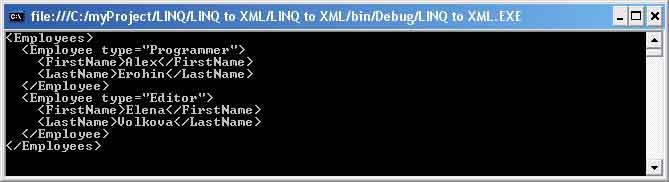 file:///C:/myProject/LINQ/LINQ to XML/LINQ to XML/bin/Debug/LINQ to XML.EXE
<Employees>
  <Employee type="Programmer">
    <FirstName>Alex</FirstName>
    <LastName>Erohin</LastName>
  </Employee>
  <Employee type="Editor">
    <FirstName>Elena</FirstName>
    <LastName>Volkova</LastName>
  </Employee>
</Employees>